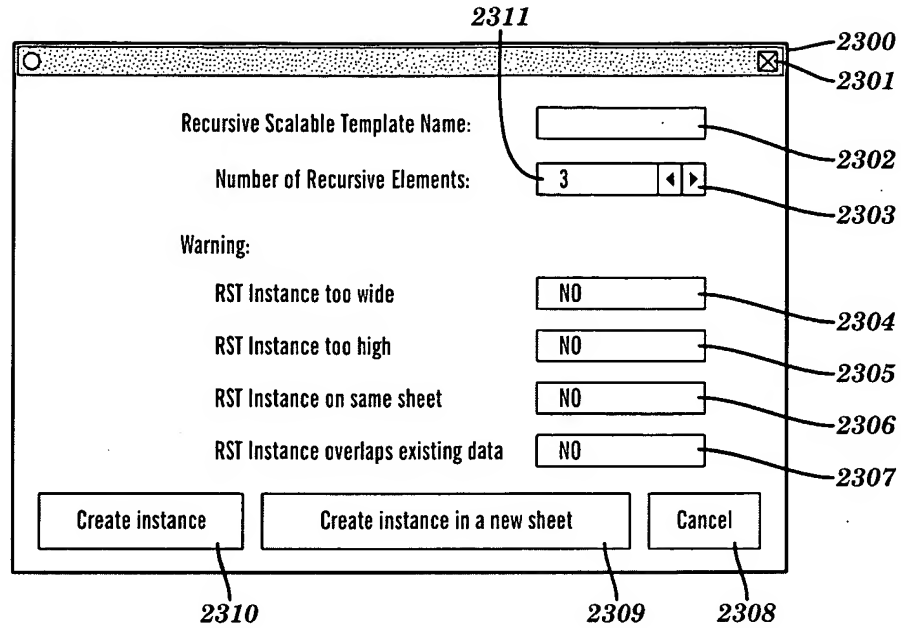 2311
2300
2301
Recursive Scalable Template Name:
2302
Number of Recursive Elements: 3
2303
Warning:
RST Instance too wide NO
2304
RST Instance too high NO
2305
RST Instance on same sheet NO
2306
RST Instance overlaps existing data NO
2307
Create instance Create instance in a new sheet Cancel
2310 2309 2308